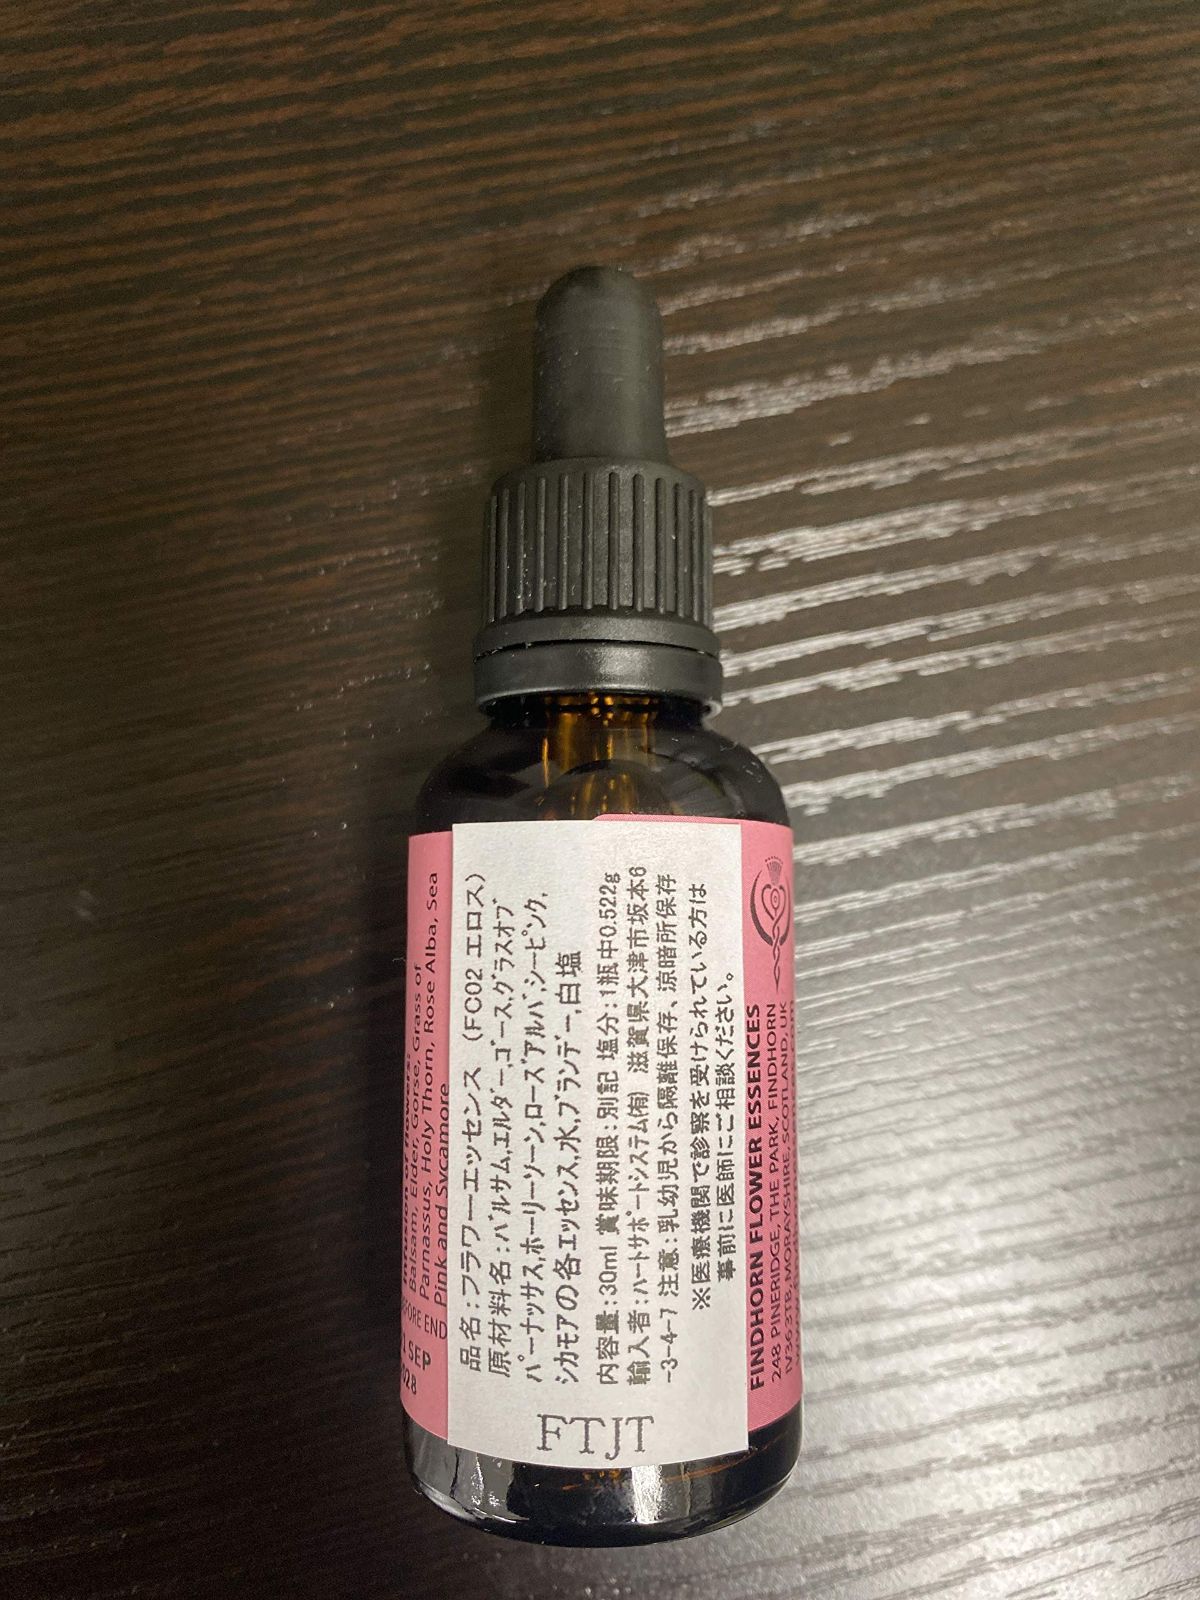 Infusion of flowers:
Balsam, Elder, Gorse, Grass of
Parnassus, Holy Thorn, Rose Alba, Sea
Pink and Sycamore
END
SEP
品名:フラワーエッセンス (FC02 エロス)
原材料名:バルサム,エルダー,ゴース,グラスオブ
パーナッサス,ホーリーソーン,ローズアルバ,シーピンク,
シカモアの各エッセンス,水,ブランデー,白塩
内容量:30ml 賞味期限:別記 塩分:1瓶中0.522g
輸入者:ハートサポートシステム(有) 滋賀県大津市坂本6
-3-4-7 注意:乳幼児から隔離保存、涼暗所保存
※医療機関で診察を受けられている方は
事前に医師にご相談ください。
FTJT
FINDHORN FLOWER ESSENCES
248 PINERIDGE, THE PARK, FINDHORN
IV36 3TB, MORAYSHIRE, SCOTLAND, UK